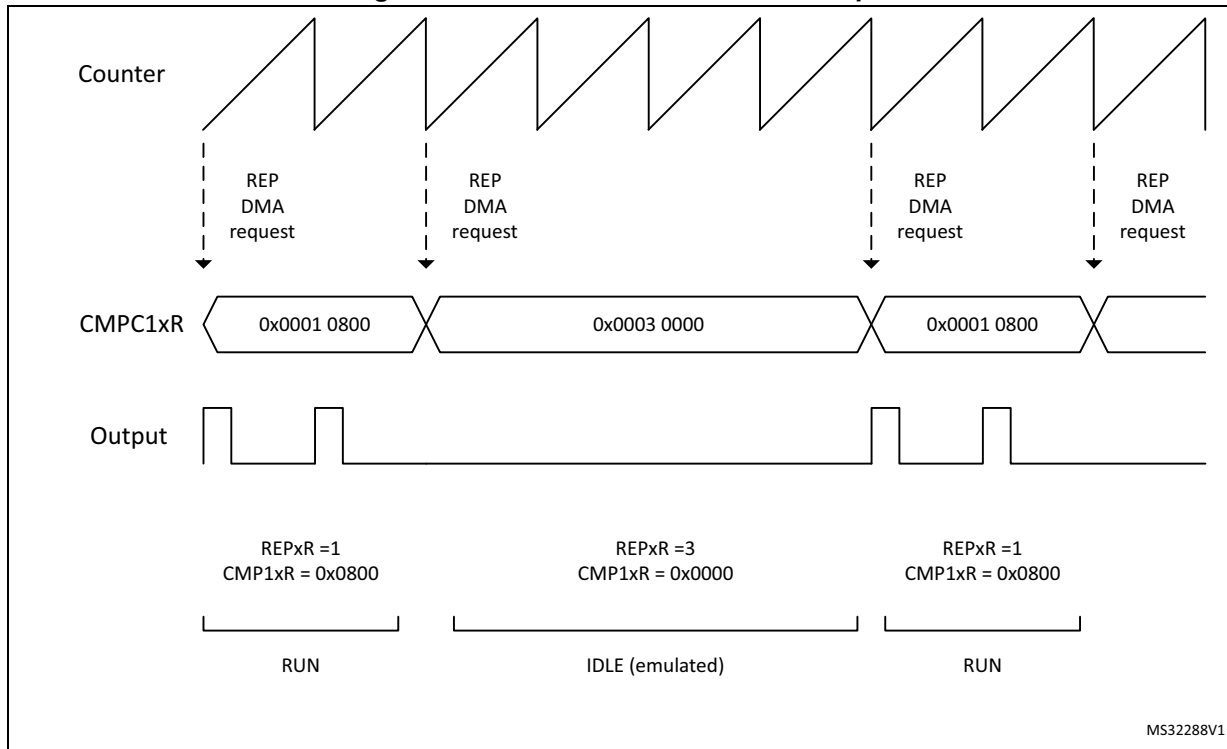 Counter
REP
DMA
request
REP
DMA
request
REP
DMA
request
REP
DMA
request
CMPC1xR
0x0001 0800
0x0003 0000
0x0001 0800
Output
REPxR =1
CMP1xR = 0x0800
REPxR =3
CMP1xR = 0x0000
REPxR =1
CMP1xR = 0x0800
RUN
IDLE (emulated)
RUN
MS32288V1